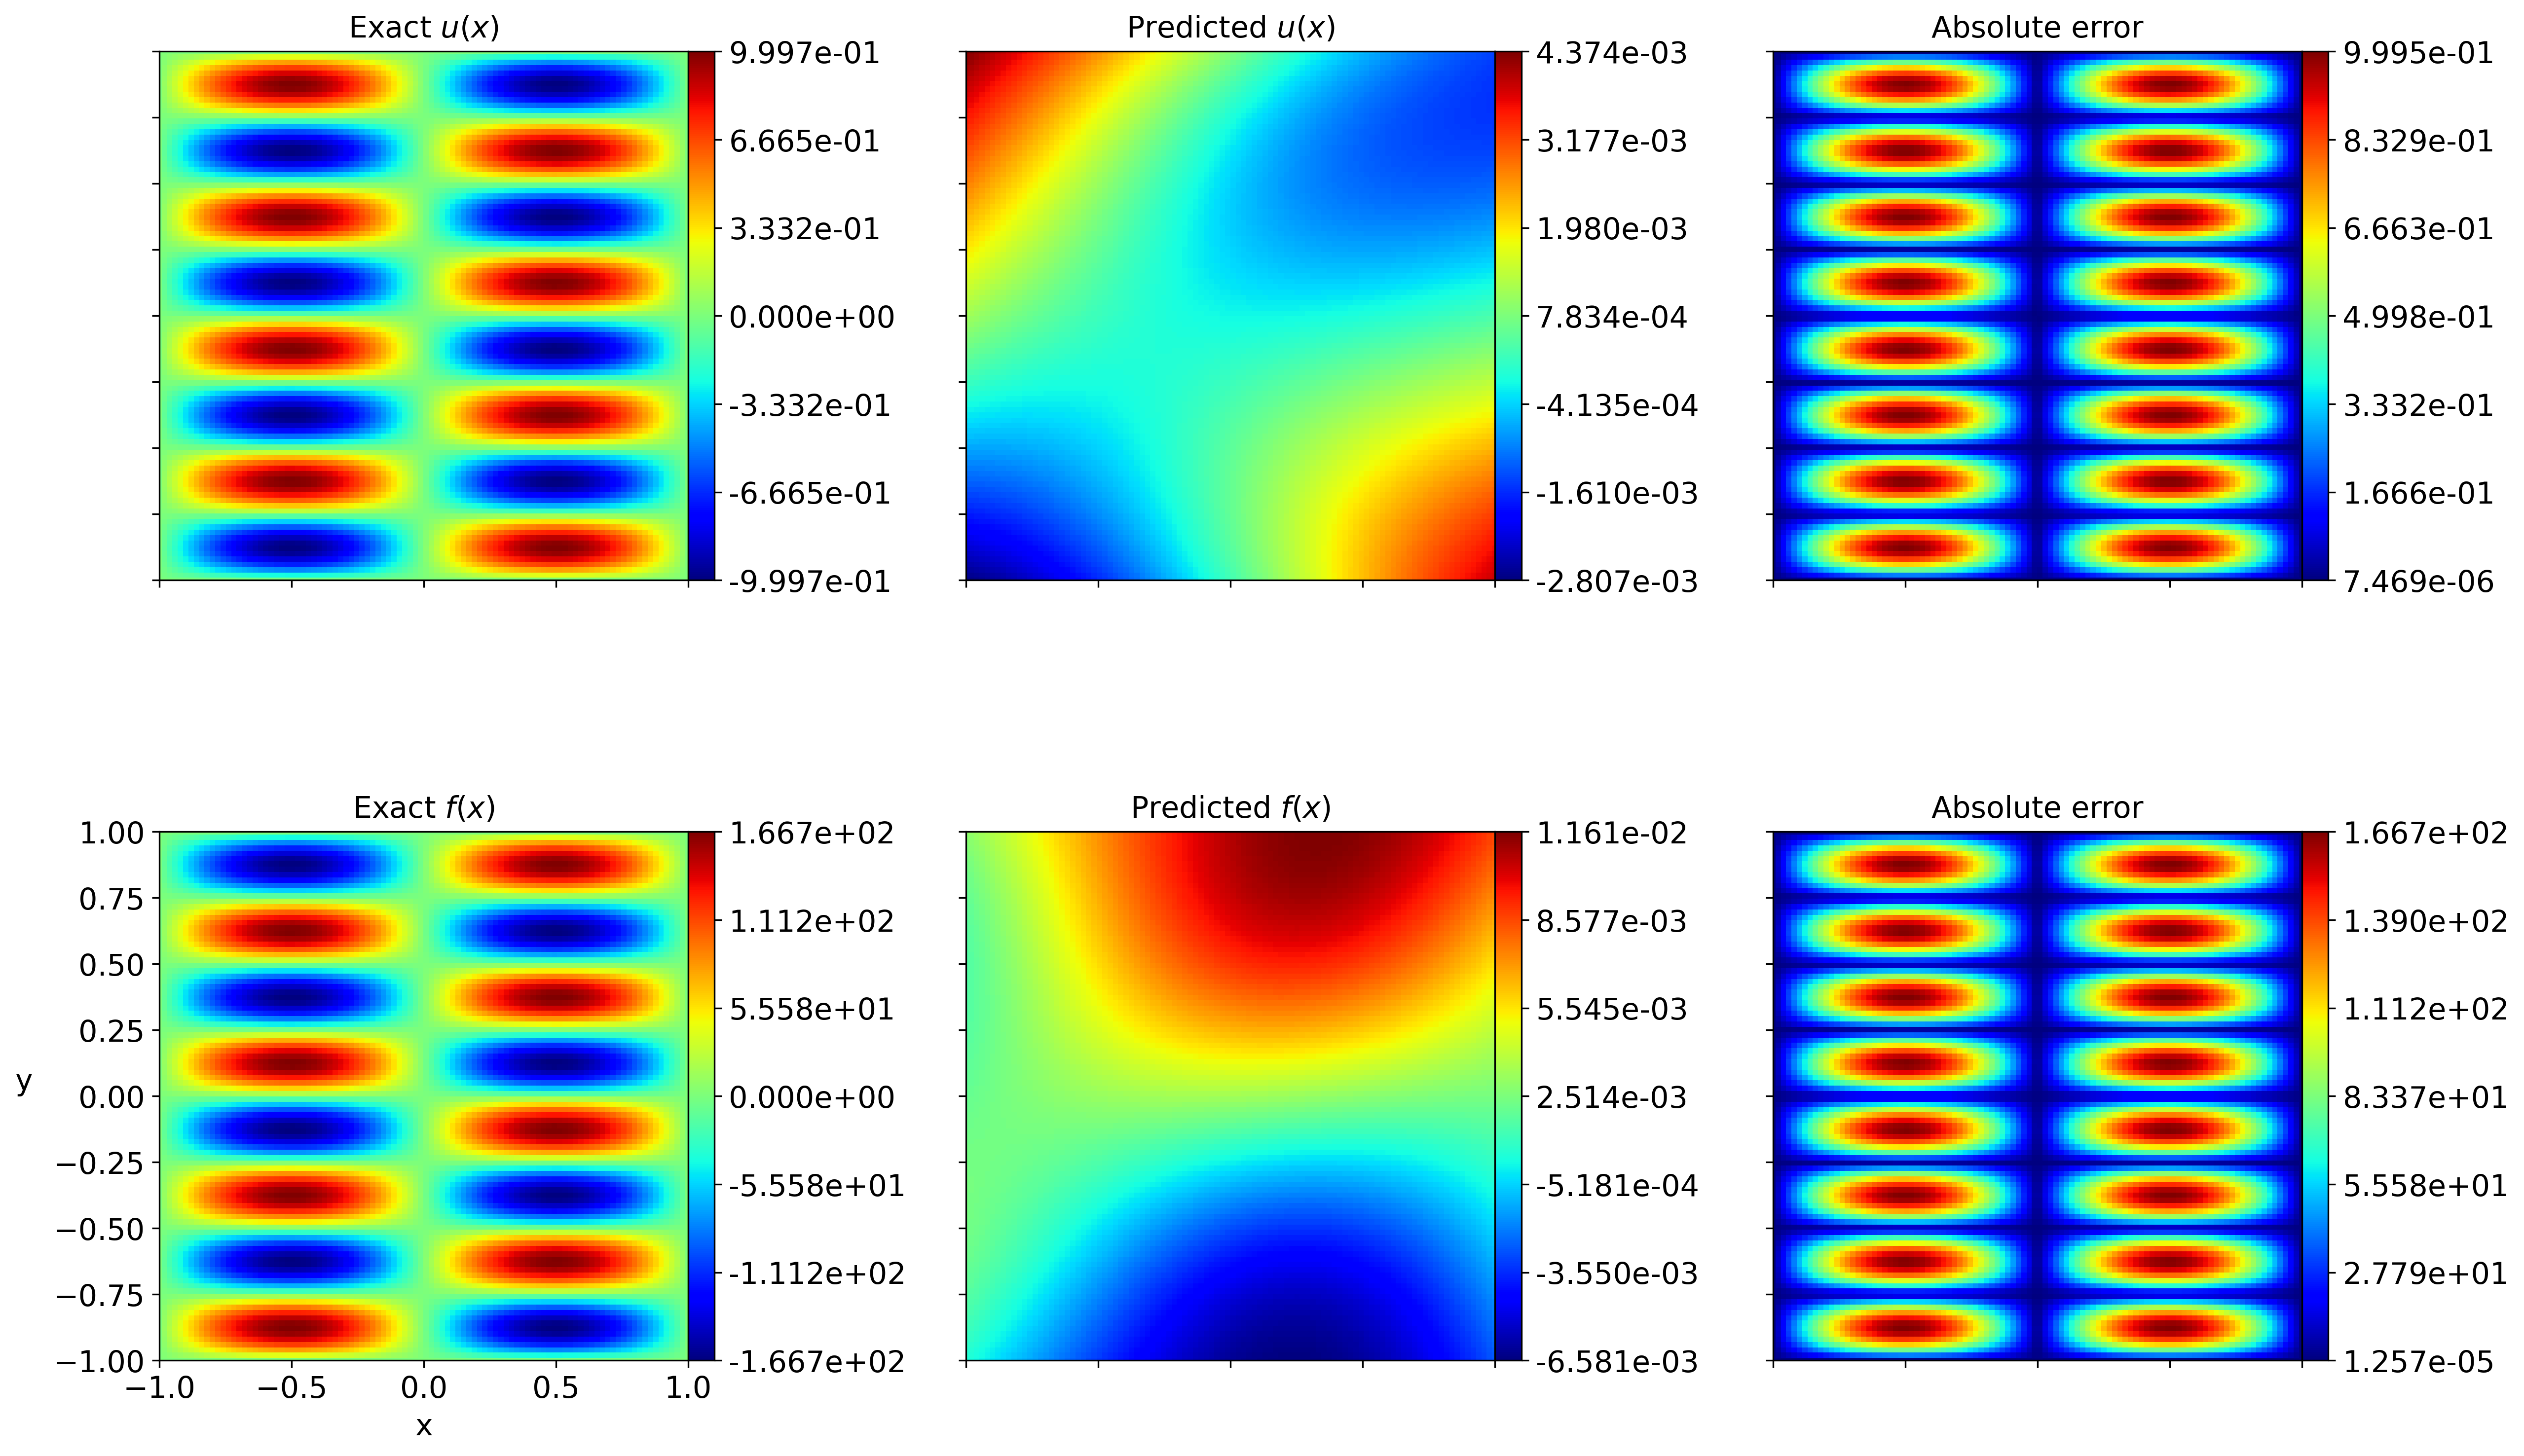 Exact u(x)
9.997e-01
6.665e-01
3.332e-01
0.000e+00
-3.332e-01
-6.665e-01
-9.997e-01
Predicted u(x)
4.374e-03
3.177e-03
1.980e-03
7.834e-04
-4.135e-04
-1.610e-03
-2.807e-03
Absolute error
9.995e-01
8.329e-01
6.663e-01
4.998e-01
3.332e-01
1.666e-01
7.469e-06
Exact f(x)
1.00
0.75
0.50
0.25
0.00
−0.25
−0.50
−0.75
−1.00
y
−1.0
−0.5
0.0
0.5
1.0
x
1.667e+02
1.112e+02
5.558e+01
0.000e+00
-5.558e+01
-1.112e+02
-1.667e+02
Predicted f(x)
1.161e-02
8.577e-03
5.545e-03
2.514e-03
-5.181e-04
-3.550e-03
-6.581e-03
Absolute error
1.667e+02
1.390e+02
1.112e+02
8.337e+01
5.558e+01
2.779e+01
1.257e-05